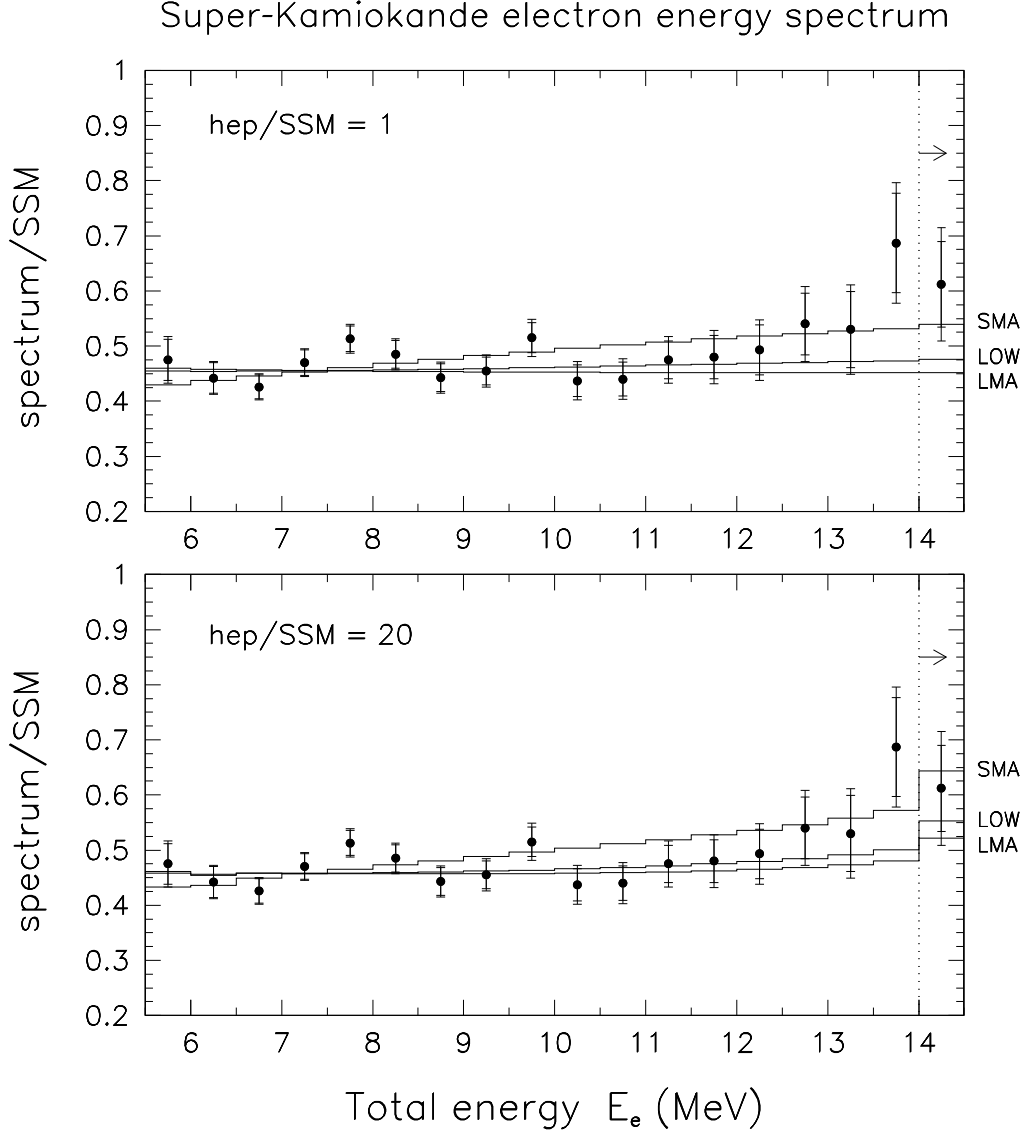 Super-Kamiokande electron energy spectrum
1
0.9
0.8
0.7
0.6
0.5
0.4
0.3
0.2
spectrum/SSM
hep/SSM = 1
SMA
LOW
LMA
6 7 8 9 10 11 12 13 14
1
0.9
0.8
0.7
0.6
0.5
0.4
0.3
0.2
spectrum/SSM
hep/SSM = 20
SMA
LOW
LMA
6 7 8 9 10 11 12 13 14
Total energy Ee (MeV)